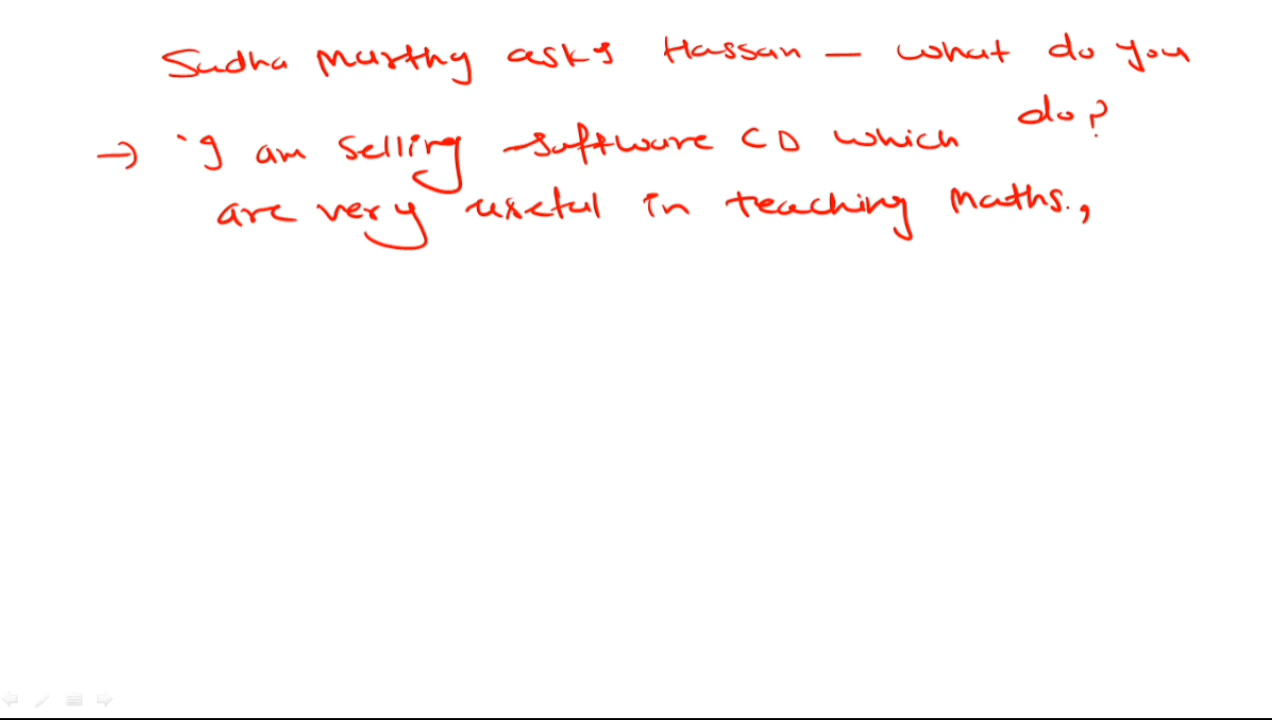 Sudha Murthy asks Hassan — what do you
do?
→ 'I am selling software CD which
are very useful in teaching Maths.,